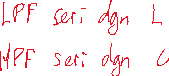 LPF seri dgn L
HPF seri dgn C